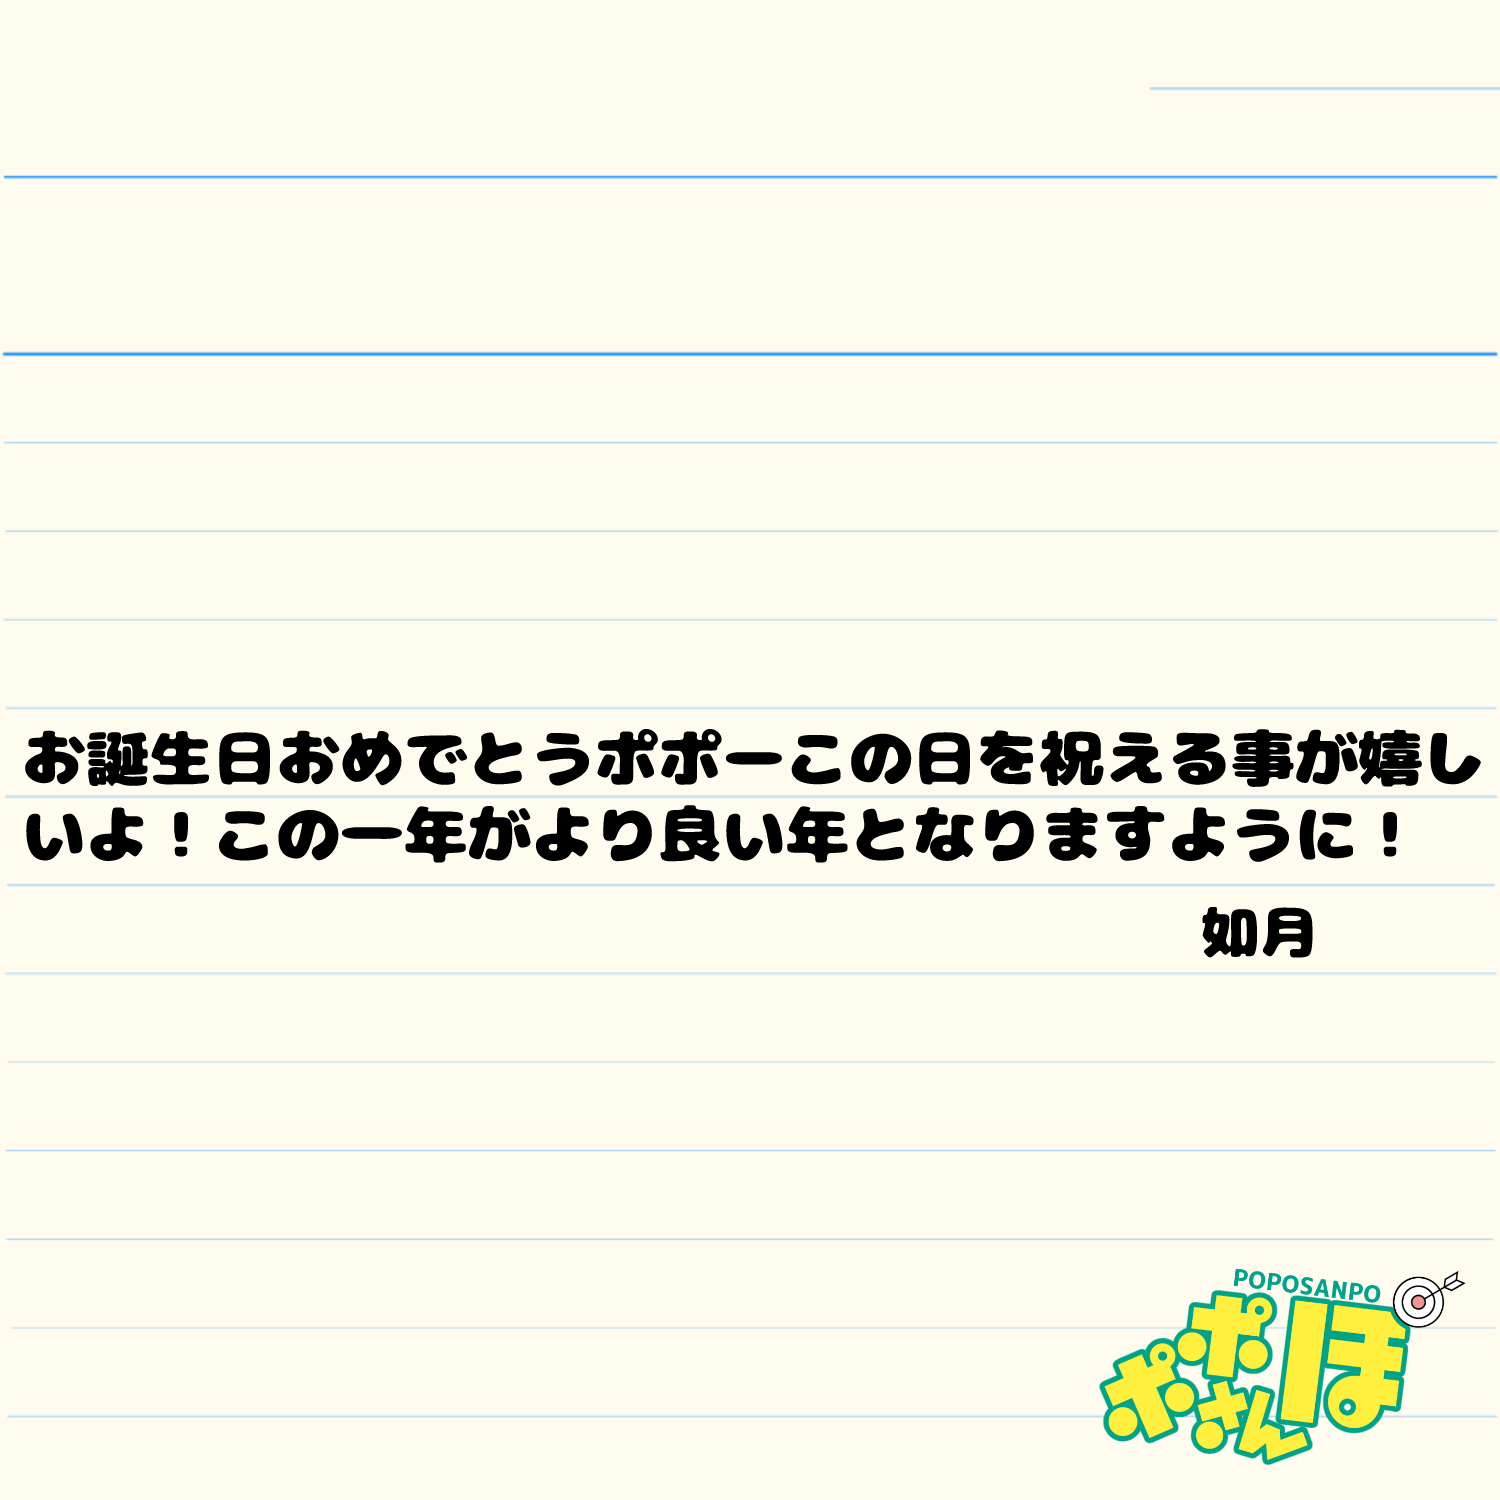 お誕生日おめでとうポポーこの日を祝える事が嬉し
いよ！この一年がより良い年となりますように！
如月
POPOSANPO
ポポさんぽ